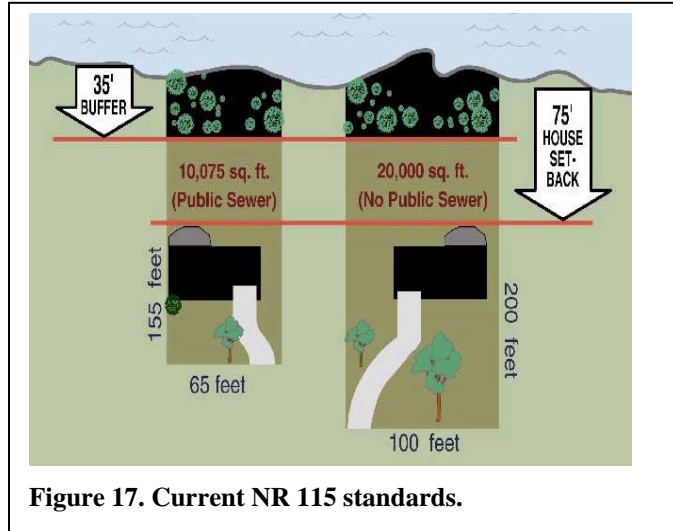 35'
BUFFER
75'
HOUSE
SET-
BACK
10,075 sq. ft.
(Public Sewer)
20,000 sq. ft.
(No Public Sewer)
155 feet
200 feet
65 feet
100 feet
Figure 17. Current NR 115 standards.